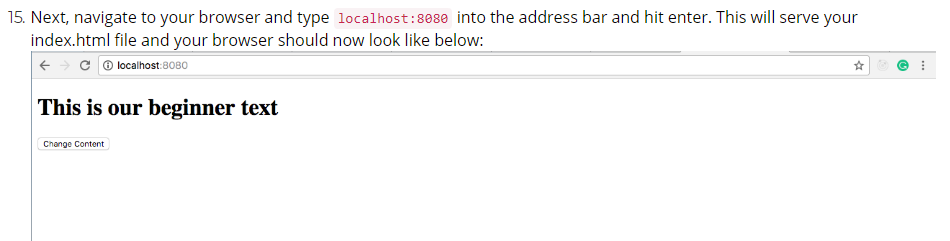 15. Next, navigate to your browser and type localhost:8080 into the address bar and hit enter. This will serve your
index.html file and your browser should now look like below:
localhost:8080
This is our beginner text
Change Content